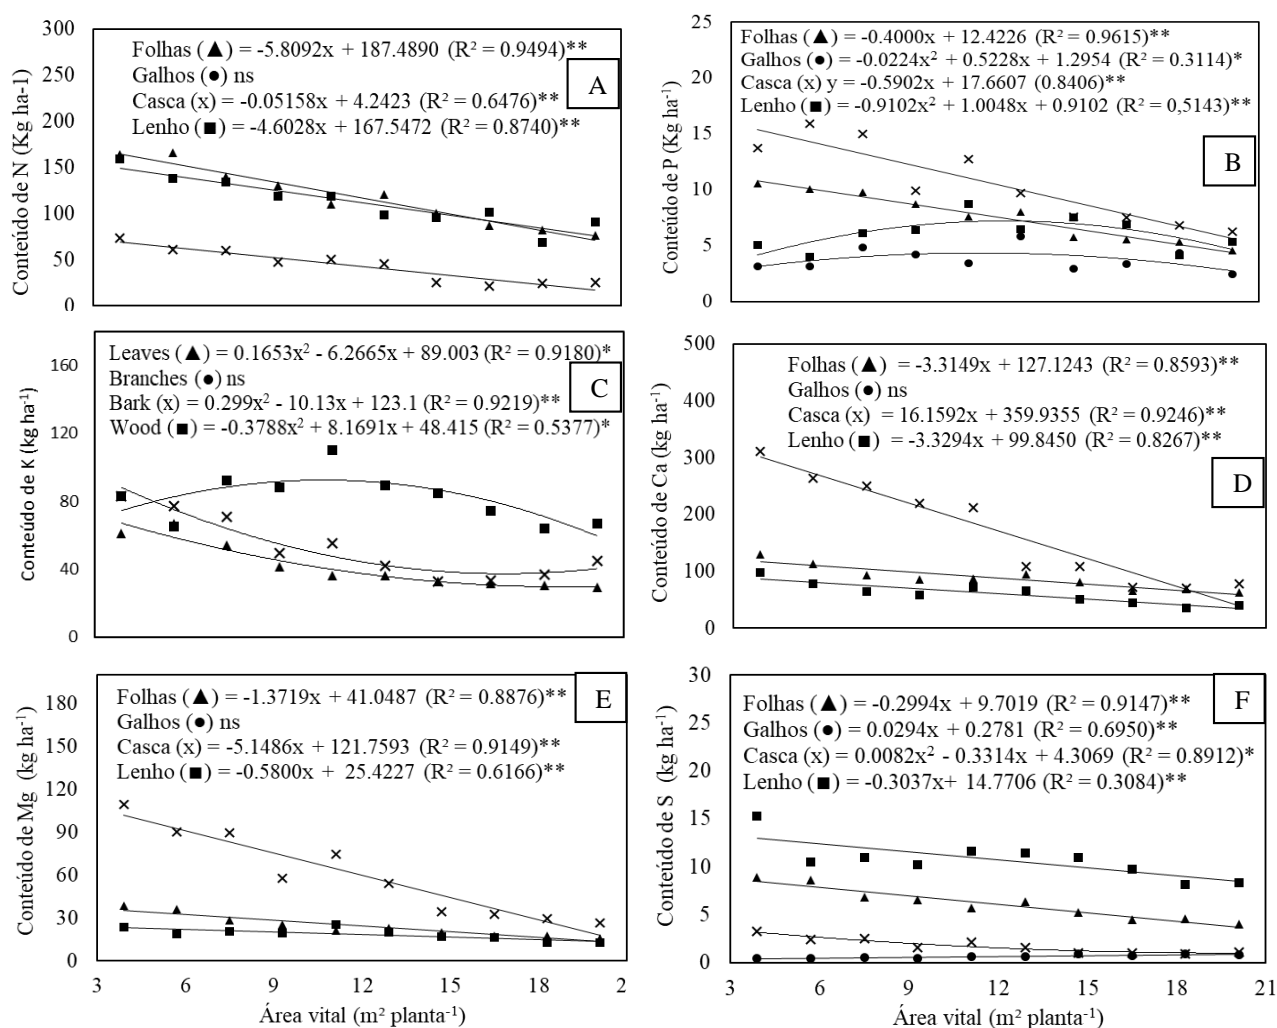 Conteúdo de N (Kg ha-1)
300
250
200
150
100
50
0
Folhas (▲) = -5.8092x + 187.4890 (R² = 0.9494)**
Galhos (●) ns
Casca (x) = -0.05158x + 4.2423 (R² = 0.6476)**
Lenho (■) = -4.6028x + 167.5472 (R² = 0.8740)**
A
Conteúdo de P (Kg ha⁻¹)
25
20
15
10
5
0
Folhas (▲) = -0.4000x + 12.4226 (R² = 0.9615)**
Galhos (●) = -0.0224x² + 0.5228x + 1.2954 (R² = 0.3114)*
Casca (x) y = -0.5902x + 17.6607 (0.8406)**
Lenho (■) = -0.9102x² + 1.0048x + 0.9102 (R² = 0,5143)**
B
Conteúdo de K (kg ha⁻¹)
160
120
80
40
0
Leaves (▲) = 0.1653x² - 6.2665x + 89.003 (R² = 0.9180)*
Branches (●) ns
Bark (x) = 0.299x² - 10.13x + 123.1 (R² = 0.9219)**
Wood (■) = -0.3788x² + 8.1691x + 48.415 (R² = 0.5377)*
C
Conteúdo de Ca (kg ha⁻¹)
500
400
300
200
100
0
Folhas (▲) = -3.3149x + 127.1243 (R² = 0.8593)**
Galhos (●) ns
Casca (x) = 16.1592x + 359.9355 (R² = 0.9246)**
Lenho (■) = -3.3294x + 99.8450 (R² = 0.8267)**
D
Conteúdo de Mg (kg ha⁻¹)
180
150
120
90
60
30
0
Folhas (▲) = -1.3719x + 41.0487 (R² = 0.8876)**
Galhos (●) ns
Casca (x) = -5.1486x + 121.7593 (R² = 0.9149)**
Lenho (■) = -0.5800x + 25.4227 (R² = 0.6166)**
E
3 6 9 12 15 18 2
Área vital (m² planta⁻¹)
Conteúdo de S (kg ha⁻¹)
30
25
20
15
10
5
0
Folhas (▲) = -0.2994x + 9.7019 (R² = 0.9147)**
Galhos (●) = 0.0294x + 0.2781 (R² = 0.6950)**
Casca (x) = 0.0082x² - 0.3314x + 4.3069 (R² = 0.8912)*
Lenho (■) = -0.3037x+ 14.7706 (R² = 0.3084)**
F
3 6 9 12 15 18 21
Área vital (m² planta⁻¹)